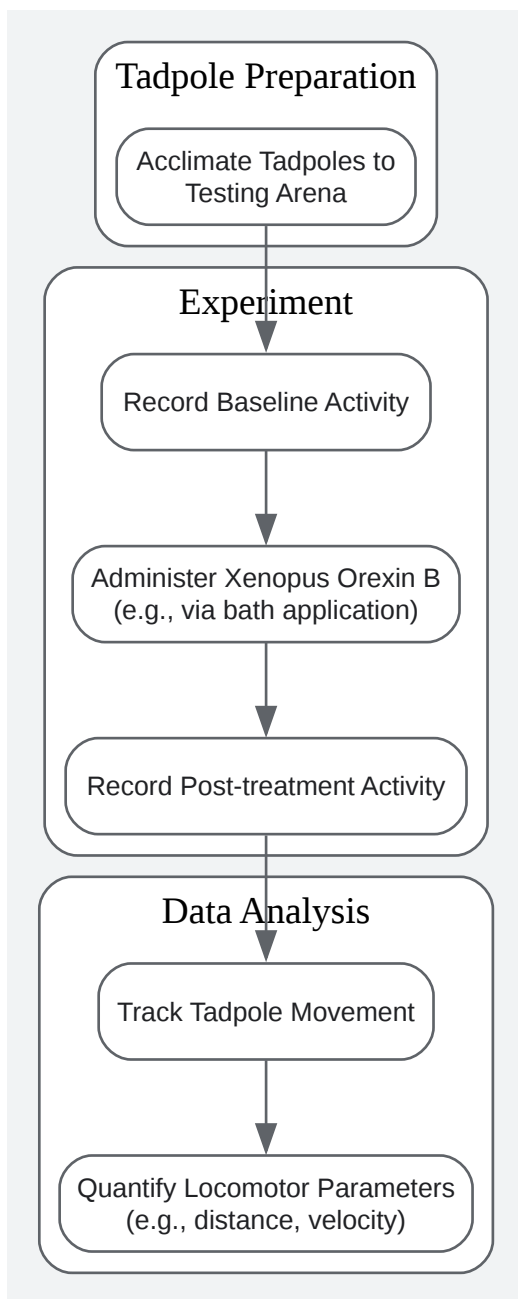 Tadpole Preparation
Acclimate Tadpoles to
Testing Arena
Experiment
Record Baseline Activity
Administer Xenopus Orexin B
(e.g., via bath application)
Record Post-treatment Activity
Data Analysis
Track Tadpole Movement
Quantify Locomotor Parameters
(e.g., distance, velocity)